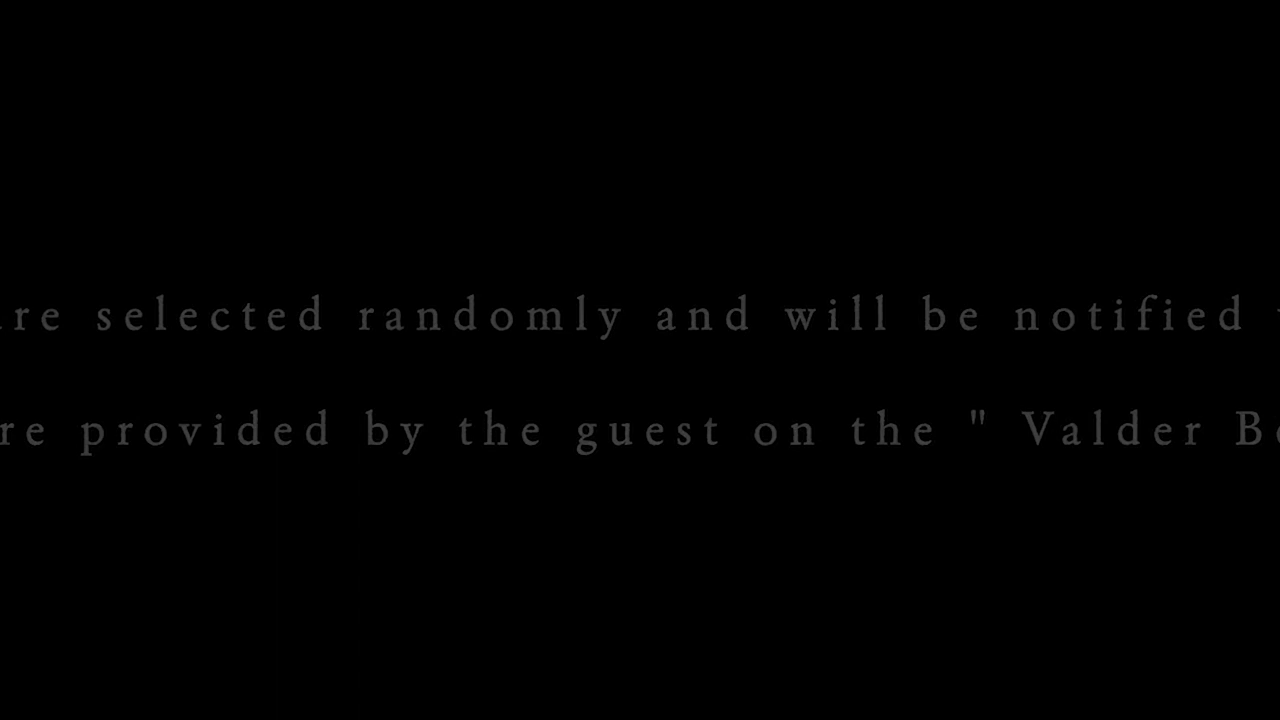 selected randomly and will be notified
provided by the guest on the " Valder